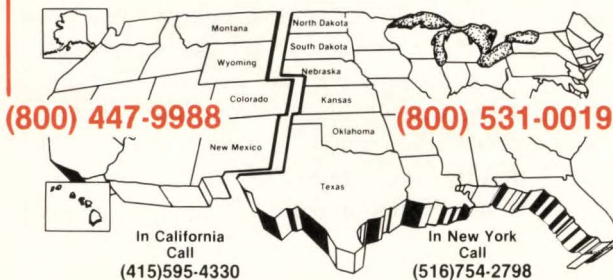 Montana
North Dakota
South Dakota
Wyoming
Nebraska
(800) 447-9988
Colorado
Kansas
(800) 531-0019
New Mexico
Oklahoma
Texas
In California
Call
(415)595-4330
In New York
Call
(516)754-2798